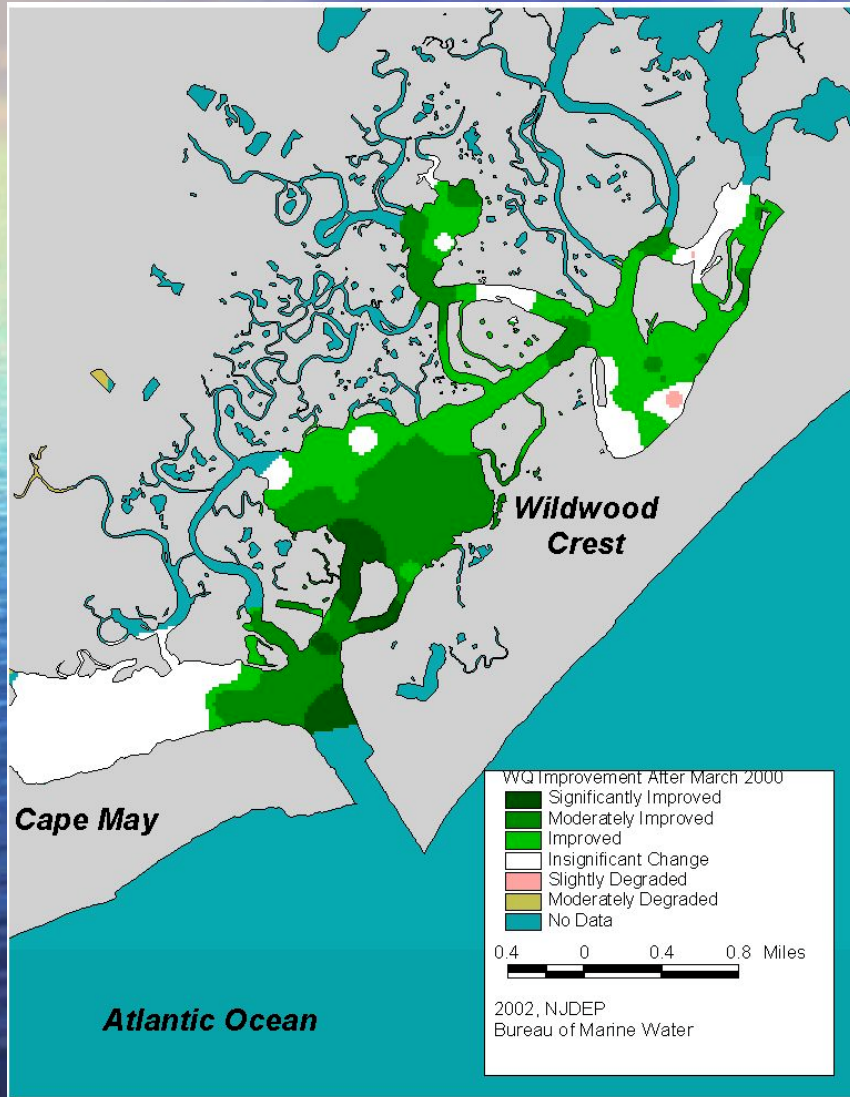 Wildwood
Crest
Cape May
Atlantic Ocean
WQ Improvement After March 2000
Significantly Improved
Moderately Improved
Improved
Insignificant Change
Slightly Degraded
Moderately Degraded
No Data
0.4 0 0.4 0.8 Miles
2002, NJDEP
Bureau of Marine Water